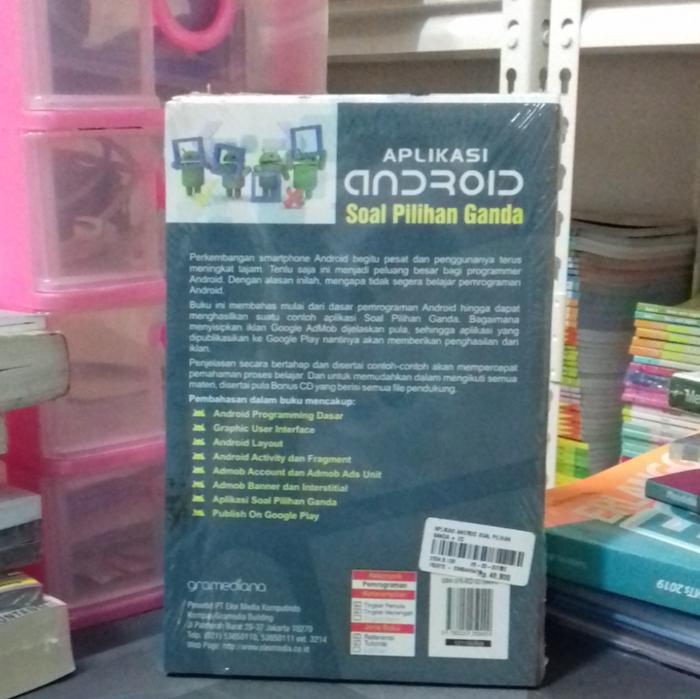 APLIKASI
ANDROID
Soal Pilihan Ganda
Perkembangan smartphone Android begitu pesat dan penggunanya terus
meningkat tajam. Tentu saja ini menjadi peluang besar bagi programmer
Android. Dengan alasan inilah, mengapa tidak segera belajar pemrograman
Android.
Buku ini membahas mulai dari dasar pemrograman Android hingga dapat
menghasilkan suatu contoh aplikasi Soal Pilihan Ganda. Bagaimana
menyisipkan iklan Google AdMob dijelaskan pula, sehingga aplikasi yang
dipublikasikan ke Google Play nantinya akan memberikan penghasilan dari
iklan.
Penjelasan secara bertahap dan disertai contoh-contoh akan mempercepat
pemahaman proses belajar. Dan untuk memudahkan dalam mengikuti semua
materi, disertai pula Bonus CD yang berisi semua file pendukung.
Pembahasan dalam buku mencakup:
Android Programming Dasar
Graphic User Interface
Android Layout
Android Activity dan Fragment
Admob Account dan Admob Ads Unit
Admob Banner dan Interstitial
Aplikasi Soal Pilihan Ganda
Publish On Google Play
APLIKASI ANDROID SOAL PILIHAN
GANDA + CD
Rp. 49,800
gramediana
Penerbit PT Elex Media Komputindo
Kompas Gramedia Building
Jl Palmerah Barat 29-37 Jakarta 10270
Telp. (021) 53650110, 53650111 ext. 3214
Web Page: http://www.elexmedia.co.id
Kelompok
Pemrograman
Keterampilan
Tingkat Pemula
Tingkat Menengah
Jenis Buku
Referensi
Tutorial
Latihan
2019